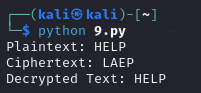 ┌──(kali㉿kali)-[~]
└─$ python 9.py
Plaintext: HELP
Ciphertext: LAEP
Decrypted Text: HELP